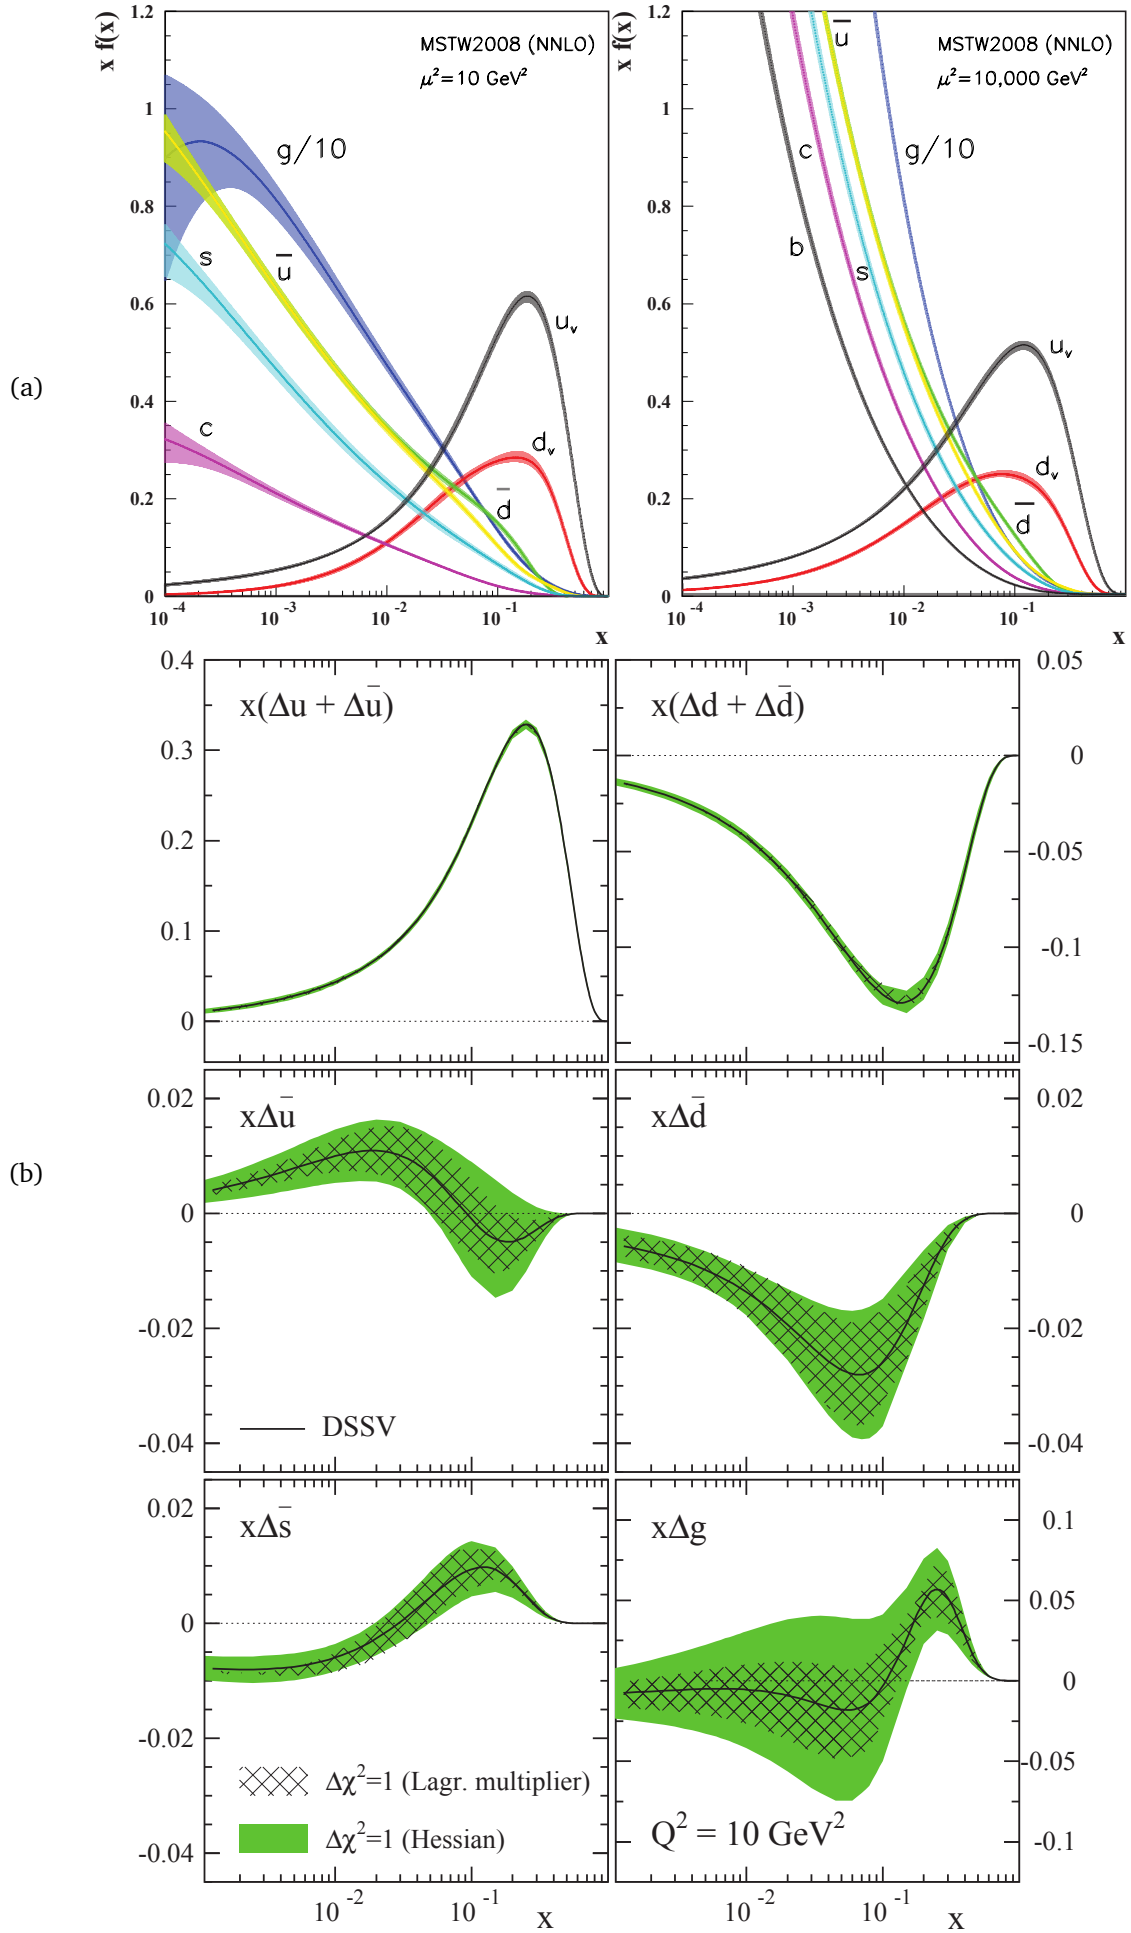 (a)
x f(x)
1.2
1
0.8
0.6
0.4
0.2
0
MSTW2008 (NNLO)
μ²=10 GeV²
g/10
s
u̅
c
u_v
d_v
d̅
10⁻⁴ 10⁻³ 10⁻² 10⁻¹
x
x f(x)
1.2
1
0.8
0.6
0.4
0.2
0
u̅
MSTW2008 (NNLO)
μ²=10,000 GeV²
c
g/10
b
s
u_v
d_v
d̅
10⁻⁴ 10⁻³ 10⁻² 10⁻¹
x
(b)
0.4
0.3
0.2
0.1
0
x(Δu + Δu̅)
x(Δd + Δd̅)
0.05
0
-0.05
-0.1
-0.15
0.02
0
-0.02
-0.04
xΔu̅
DSSV
xΔd̅
0.02
0
-0.02
-0.04
0.02
0
-0.02
-0.04
xΔs̅
Δχ²=1 (Lagr. multiplier)
Δχ²=1 (Hessian)
xΔg
Q² = 10 GeV²
0.1
0.05
0
-0.05
-0.1
10⁻² 10⁻¹ x
10⁻² 10⁻¹ x